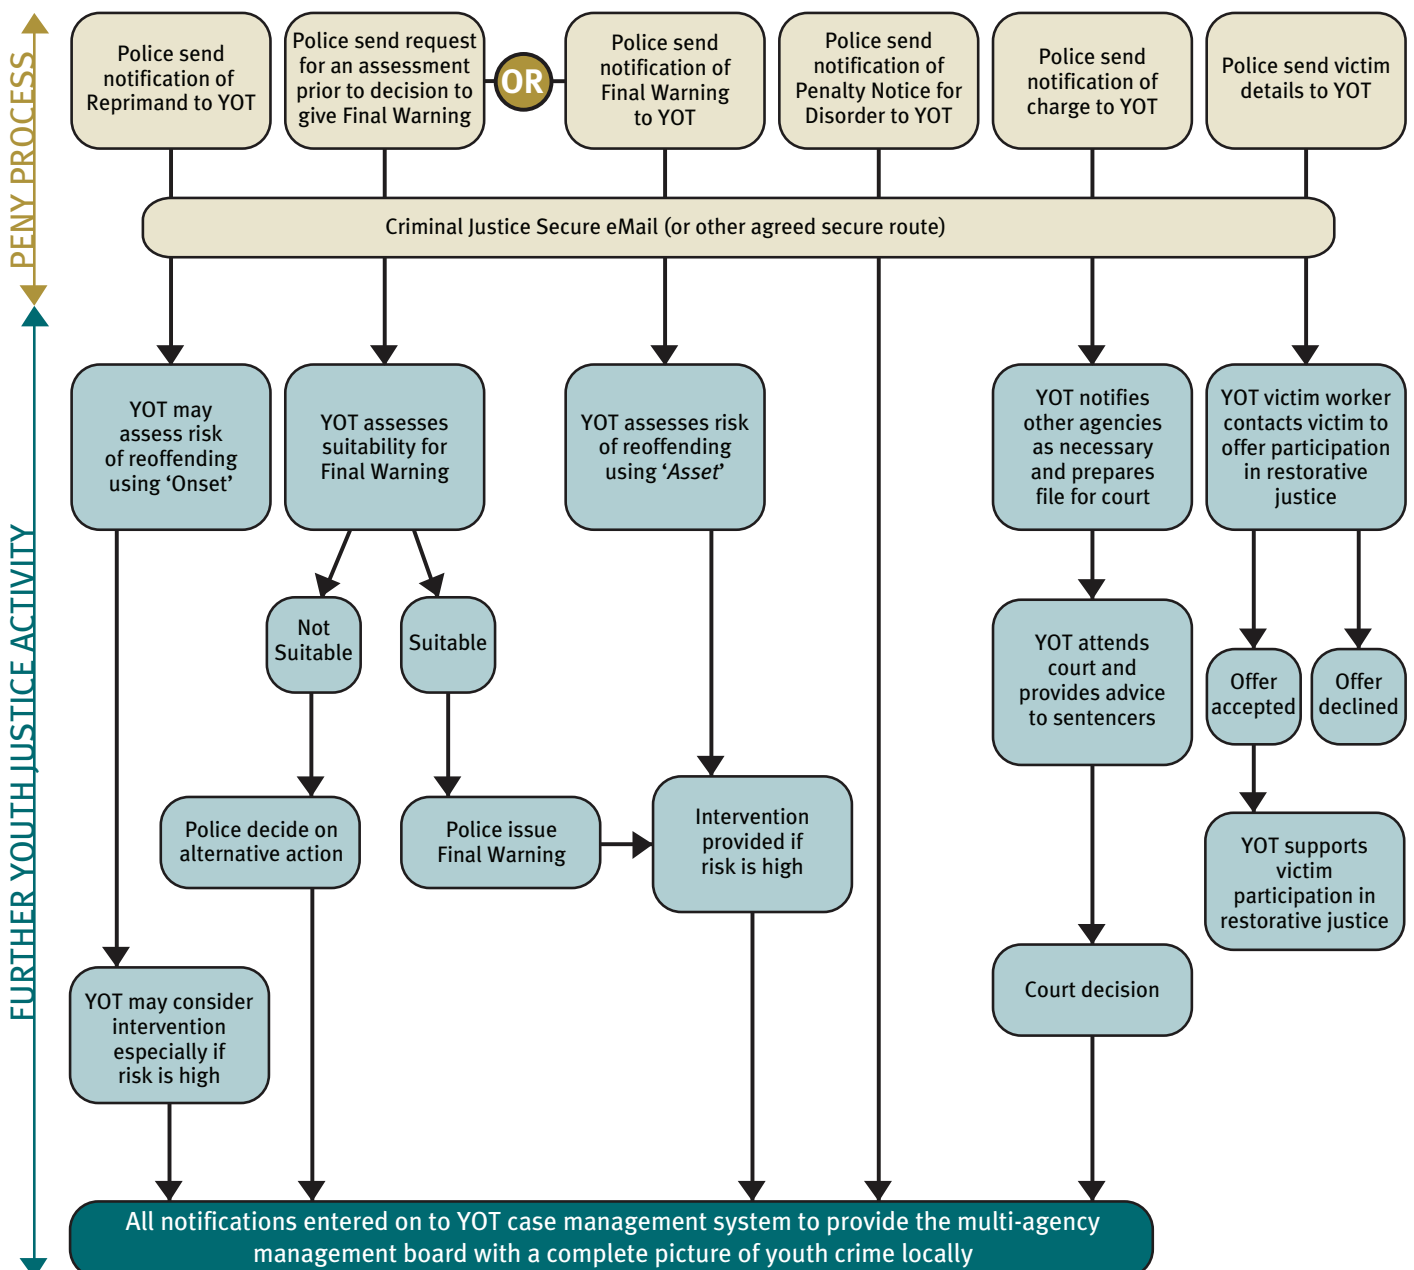 PENY PROCESS
Police send
notification of
Reprimand to YOT
Police send request
for an assessment
prior to decision to
give Final Warning
OR
Police send
notification of
Final Warning
to YOT
Police send
notification of
Penalty Notice for
Disorder to YOT
Police send
notification of
charge to YOT
Police send victim
details to YOT
Criminal Justice Secure eMail (or other agreed secure route)
FURTHER YOUTH JUSTICE ACTIVITY
YOT may
assess risk
of reoffending
using ‘Onset’
YOT assesses
suitability for
Final Warning
YOT assesses risk
of reoffending
using ‘Asset’
YOT notifies
other agencies
as necessary
and prepares
file for court
YOT victim worker
contacts victim to
offer participation
in restorative
justice
Not
Suitable
Suitable
YOT attends
court and
provides advice
to sentencers
Offer
accepted
Offer
declined
Police decide on
alternative action
Police issue
Final Warning
Intervention
provided if
risk is high
YOT supports
victim
participation in
restorative justice
YOT may consider
intervention
especially if
risk is high
Court decision
All notifications entered on to YOT case management system to provide the multi-agency
management board with a complete picture of youth crime locally